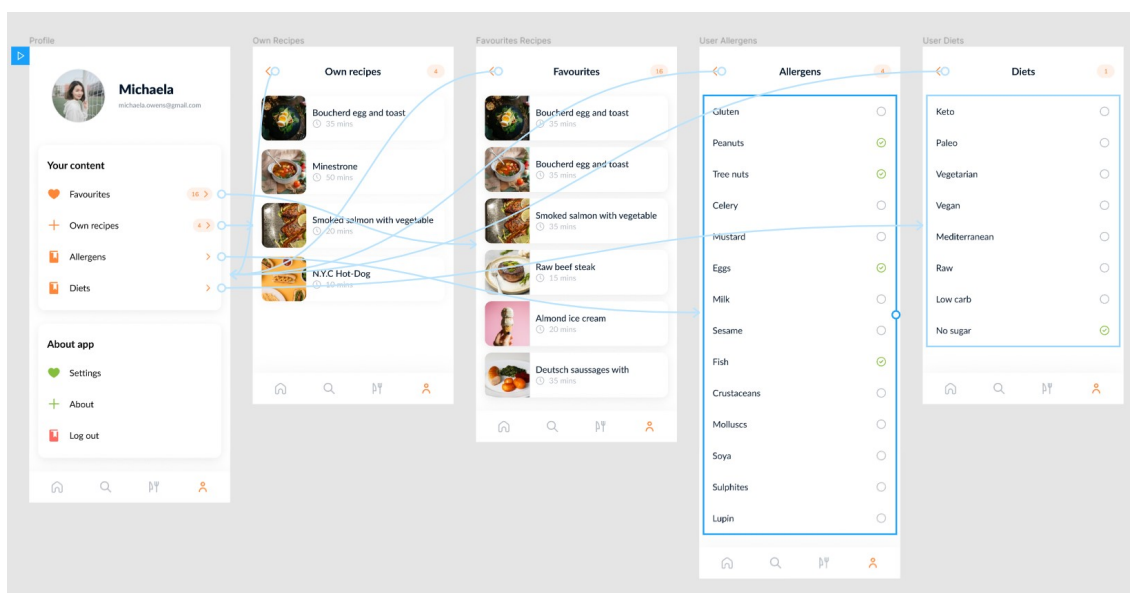 Profile
Michaela
michaela.owens@gmail.com
Your content
Favourites
16
Own recipes
4
Allergens
Diets
About app
Settings
About
Log out
Own Recipes
Own recipes
4
Boucherd egg and toast
35 mins
Minestrone
50 mins
Smoked salmon with vegetable
20 mins
N.Y.C Hot-Dog
10 mins
Favourites Recipes
Favourites
16
Boucherd egg and toast
35 mins
Boucherd egg and toast
35 mins
Smoked salmon with vegetable
35 mins
Raw beef steak
15 mins
Almond ice cream
20 mins
Deutsch saussages with
35 mins
User Allergens
Allergens
4
Gluten
Peanuts
Tree nuts
Celery
Mustard
Eggs
Milk
Sesame
Fish
Crustaceans
Molluscs
Soya
Sulphites
Lupin
User Diets
Diets
1
Keto
Paleo
Vegetarian
Vegan
Mediterranean
Raw
Low carb
No sugar